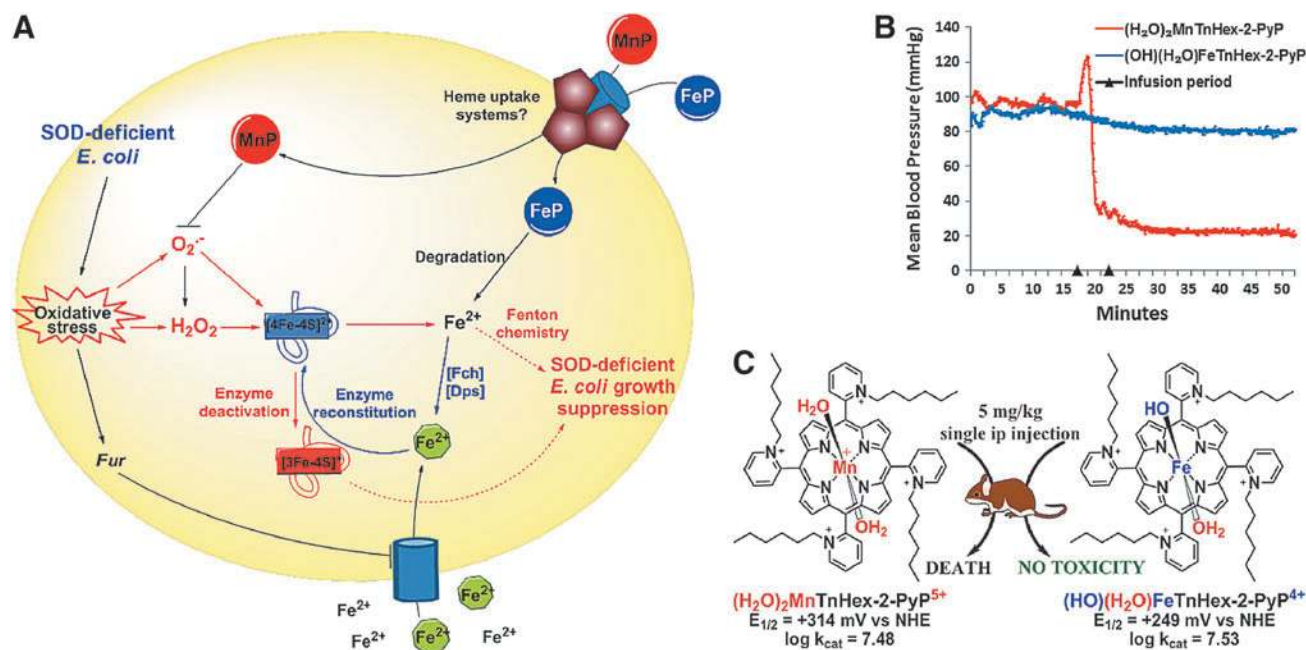 A
MnP
FeP
Heme uptake
systems?
SOD-deficient
E. coli
MnP
FeP
O₂·-
Degradation
Oxidative
stress
H₂O₂
[4Fe-4S]²⁺
Fe²⁺
Fenton
chemistry
[Fch]
[Dps]
SOD-deficient
E. coli growth
suppression
Enzyme
deactivation
Enzyme
reconstitution
Fe²⁺
[3Fe-4S]⁺
Fur
Fe²⁺
Fe²⁺
Fe²⁺
Fe²⁺
Fe²⁺
B
Mean Blood Pressure (mmHg)
140
120
100
80
60
40
20
0
(H₂O)₂MnTnHex-2-PyP
(OH)(H₂O)FeTnHex-2-PyP
Infusion period
0 5 10 15 20 25 30 35 40 45 50
Minutes
C
H₂O
N⁺
N
Mn
+
OH₂
5 mg/kg
single ip injection
DEATH
NO TOXICITY
HO
N⁺
N
Fe
OH₂
(H₂O)₂MnTnHex-2-PyP⁵⁺
E₁/₂ = +314 mV vs NHE
log kcat = 7.48
(HO)(H₂O)FeTnHex-2-PyP⁴⁺
E₁/₂ = +249 mV vs NHE
log kcat = 7.53